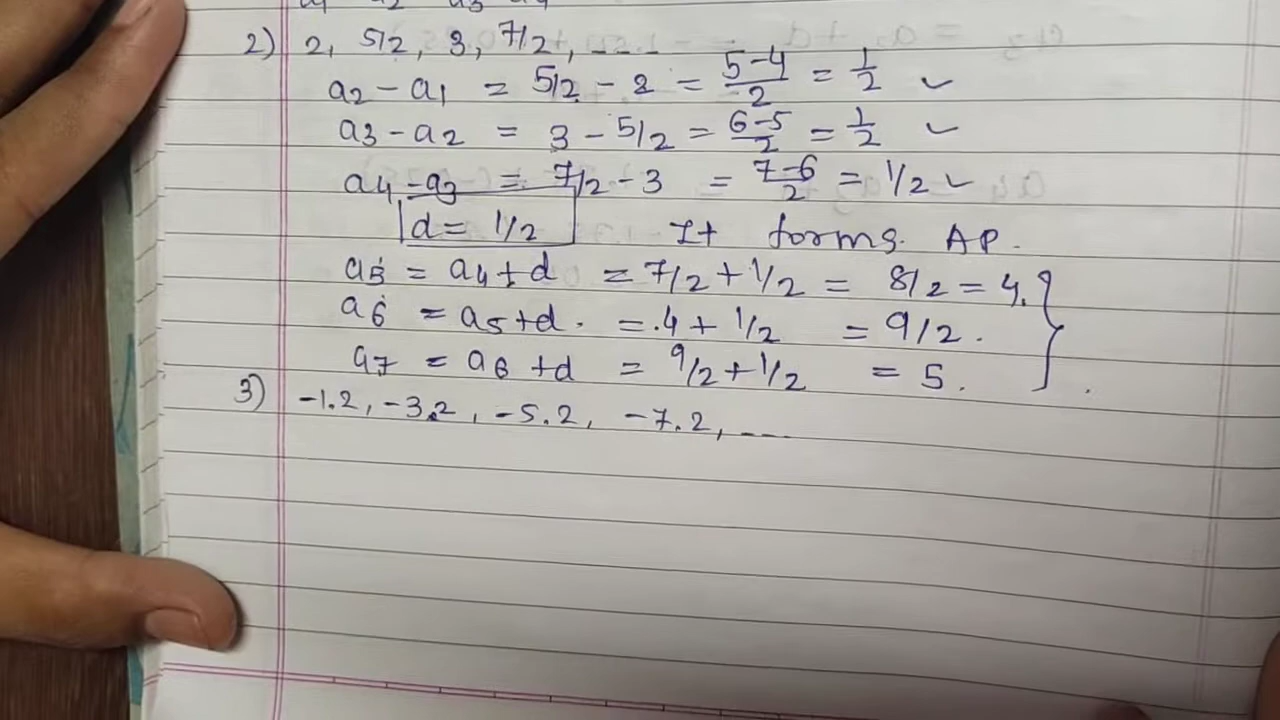 2) 2, 5/2, 3, 7/2, ----
a2 - a1 = 5/2 - 2 = 5-4/2 = 1/2 ✓
a3 - a2 = 3 - 5/2 = 6-5/2 = 1/2 ✓
a4 - a3 = 7/2 - 3 = 7-6/2 = 1/2 ✓
d = 1/2 It forms AP.
a5 = a4 + d = 7/2 + 1/2 = 8/2 = 4. }
a6 = a5 + d. = .4 + 1/2 = 9/2.
a7 = a6 + d = 9/2 + 1/2 = 5. .
3) -1.2, -3.2, -5.2, -7.2, ---